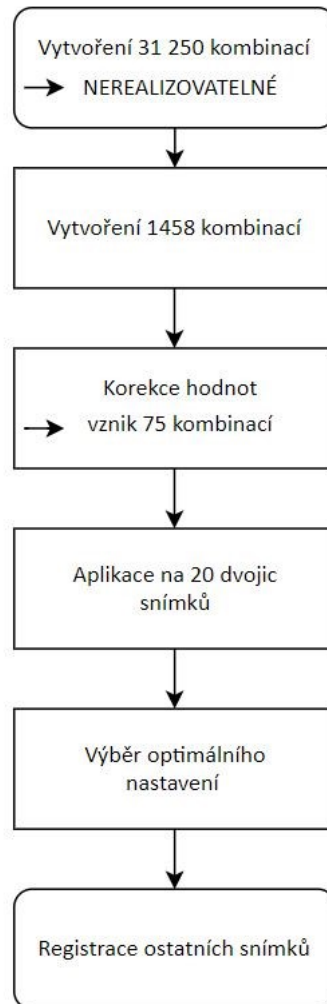 Vytvoření 31 250 kombinací
NEREALIZOVATELNÉ
Vytvoření 1458 kombinací
Korekce hodnot
vznik 75 kombinací
Aplikace na 20 dvojic
snímků
Výběr optimálního
nastavení
Registrace ostatních snímků